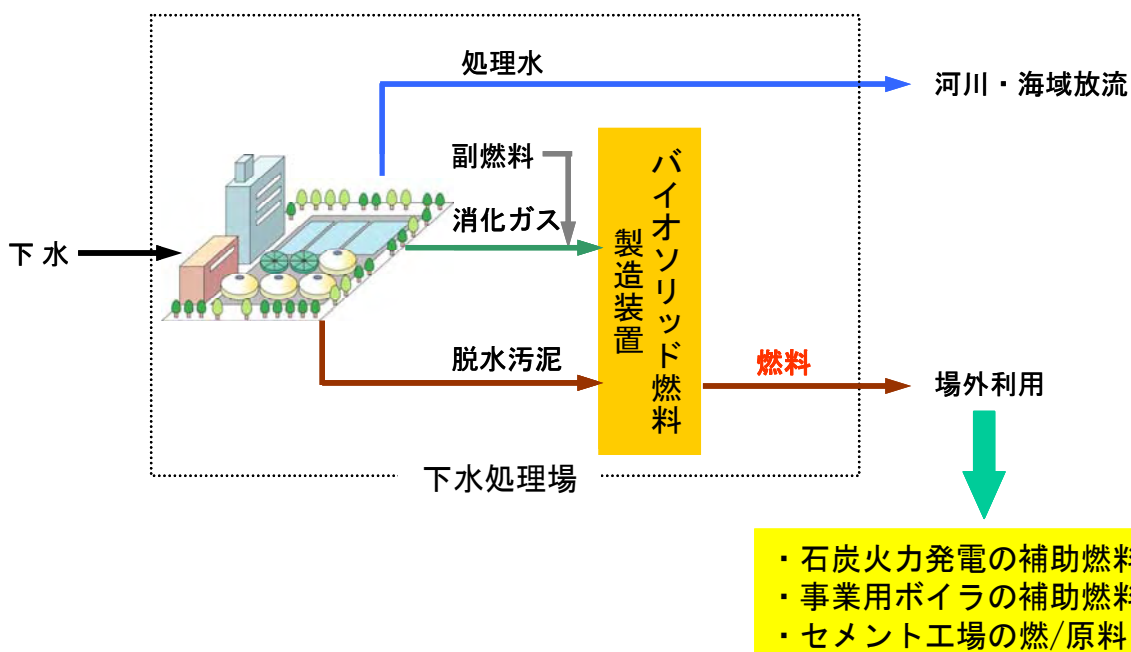 処理水
河川・海域放流
副燃料
消化ガス
バイオソリッド燃料
製造装置
下水
脱水汚泥
燃料
場外利用
下水処理場
・石炭火力発電の補助燃料
・事業用ボイラの補助燃料
・セメント工場の燃/原料